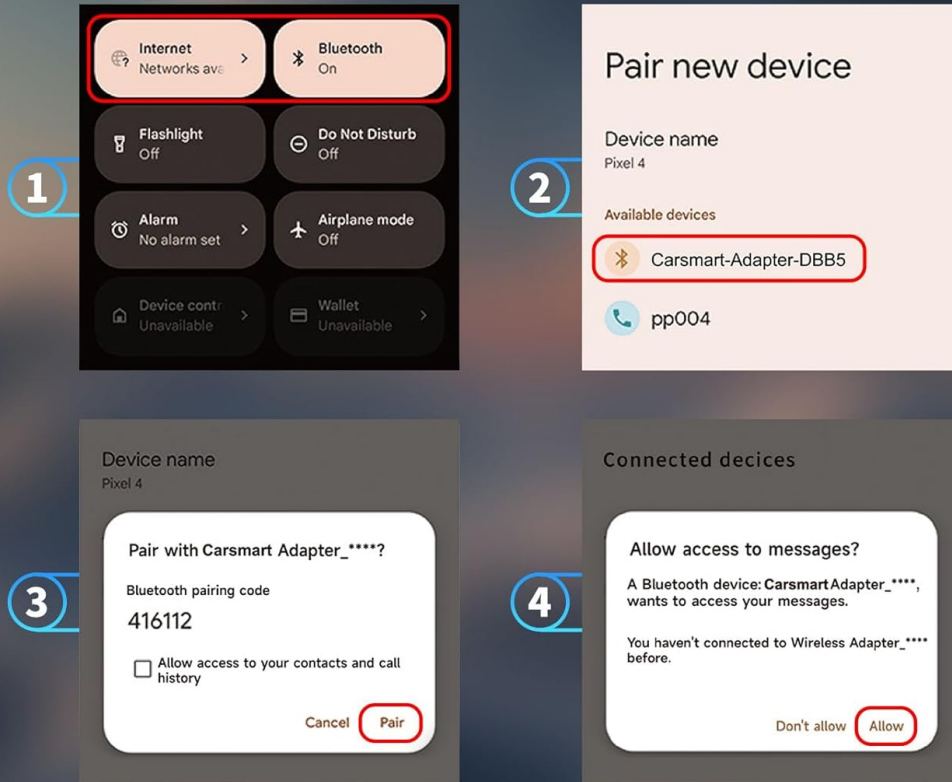 1
Internet
Networks ava
Bluetooth
On
Flashlight
Off
Do Not Disturb
Off
Alarm
No alarm set
Airplane mode
Off
Device contr
Unavailable
Wallet
Unavailable
2
Pair new device
Device name
Pixel 4
Available devices
Carsmart-Adapter-DBB5
pp004
3
Device name
Pixel 4
Pair with Carsmart Adapter_****?
Bluetooth pairing code
416112
Allow access to your contacts and call
history
Cancel Pair
4
Connected decices
Allow access to messages?
A Bluetooth device: Carsmart Adapter_****,
wants to access your messages.
You haven't connected to Wireless Adapter_****
before.
Don't allow Allow